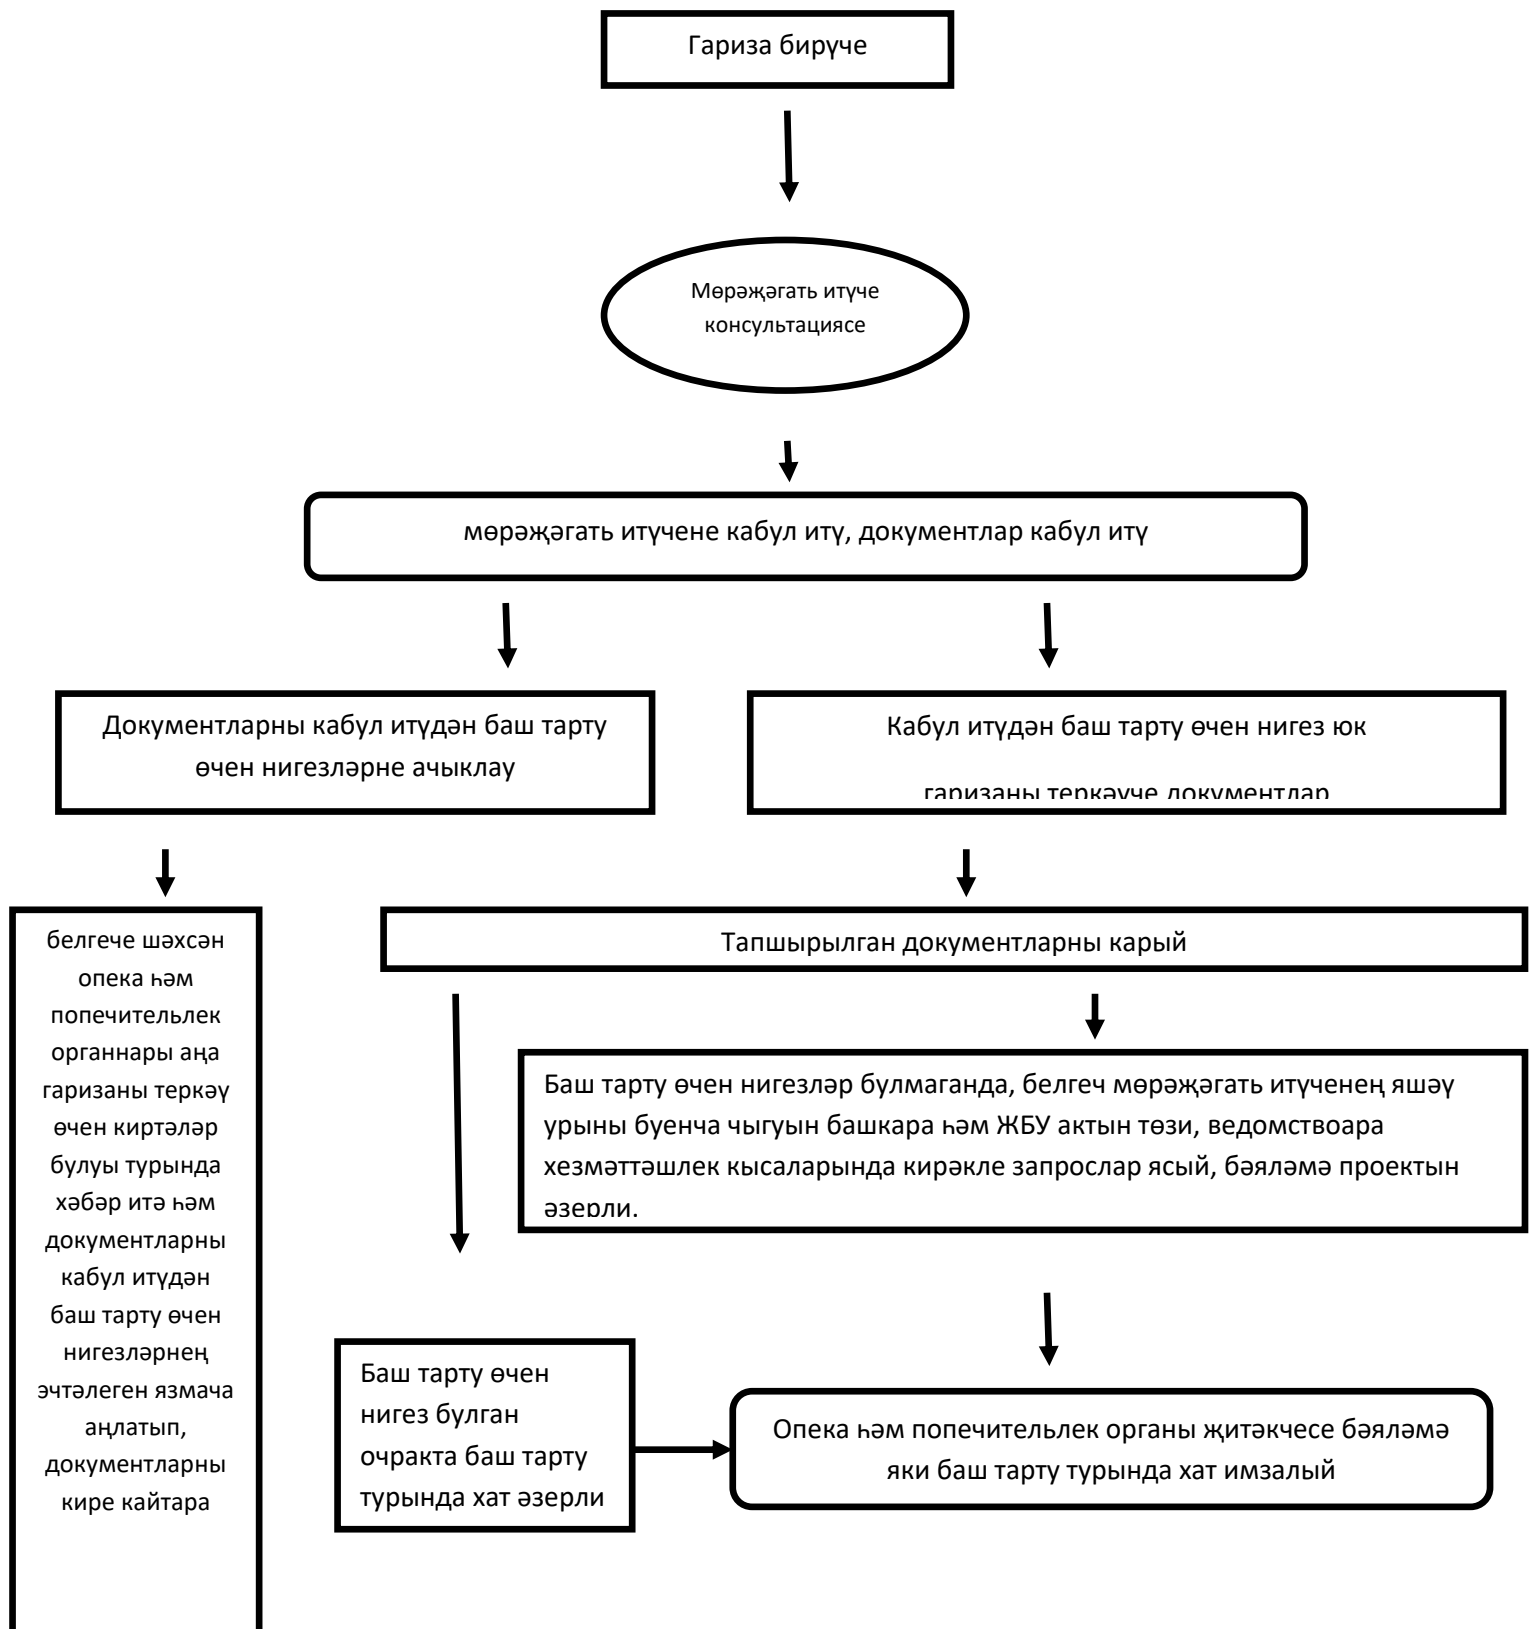 Гариза бирүче
Мөрәҗәгать итүче
консультациясе
мөрәҗәгать итүчене кабул итү, документлар кабул итү
Документларны кабул итүдән баш тарту
өчен нигезләрне ачыклау
Кабул итүдән баш тарту өчен нигез юк
гаризаны теркәүче документлар
белгече шәхсән
опека һәм
попечительлек
органнары аңа
гаризаны теркәү
өчен киртәләр
булуы турында
хәбәр итә һәм
документларны
кабул итүдән
баш тарту өчен
нигезләрнең
эчтәлеген язмача
аңлатып,
документларны
кире кайтара
Тапшырылган документларны карый
Баш тарту өчен нигезләр булмаганда, белгеч мөрәҗәгать итүченең яшәү
урыны буенча чыгуын башкара һәм ЖБУ актын төзи, ведомствоара
хезмәттәшлек кысаларында кирәкле запрослар ясый, бәяләмә проектын
әзерли.
Баш тарту өчен
нигез булган
очракта баш тарту
турында хат әзерли
Опека һәм попечительлек органы җитәкчесе бәяләмә
яки баш тарту турында хат имзалый